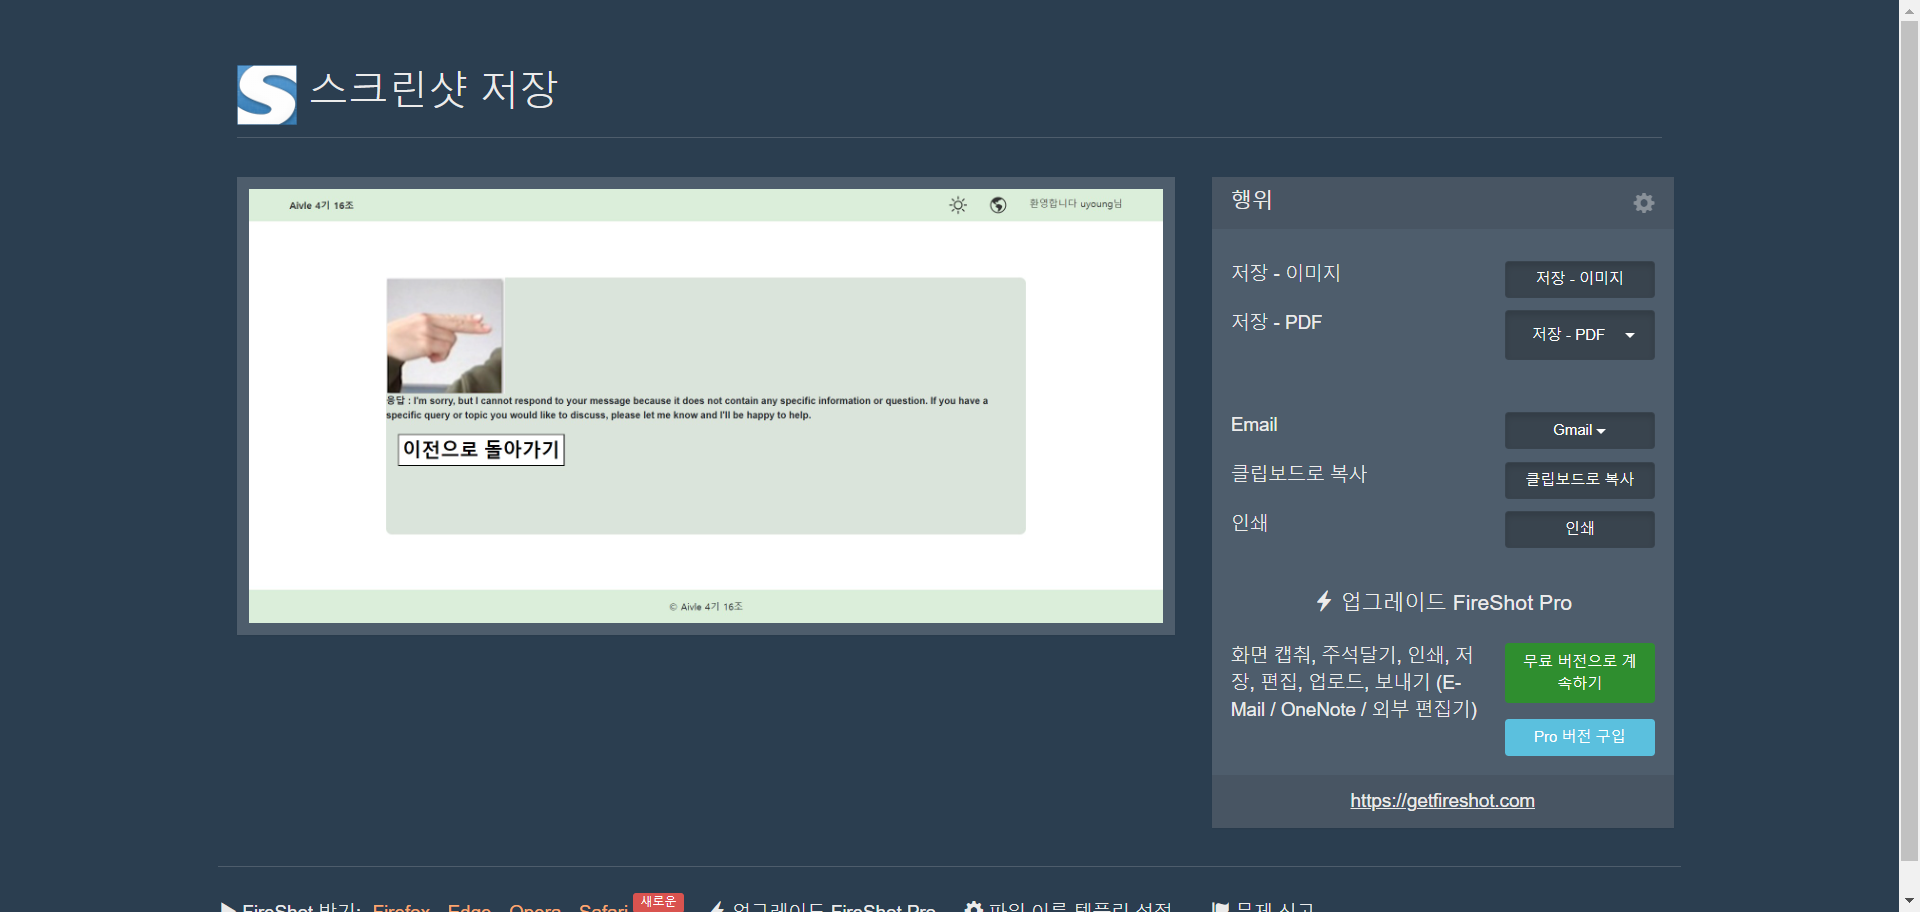 스크린샷 저장
Aivle 4기 16조
환영합니다 uyoung님
응답 : I'm sorry, but I cannot respond to your message because it does not contain any specific information or question. If you have a
specific query or topic you would like to discuss, please let me know and I'll be happy to help.
이전으로 돌아가기
© Aivle 4기 16조
행위
저장 - 이미지
저장 - 이미지
저장 - PDF
저장 - PDF
Email
Gmail
클립보드로 복사
클립보드로 복사
인쇄
인쇄
업그레이드 FireShot Pro
화면 캡춰, 주석달기, 인쇄, 저
장, 편집, 업로드, 보내기 (E-
Mail / OneNote / 외부 편집기)
무료 버전으로 계
속하기
Pro 버전 구입
https://getfireshot.com
FireShot 받기: Firefox Edge Opera Safari 새로운 업그레이드 FireShot Pro 파일 이름 템플릿 설정 문제 신고